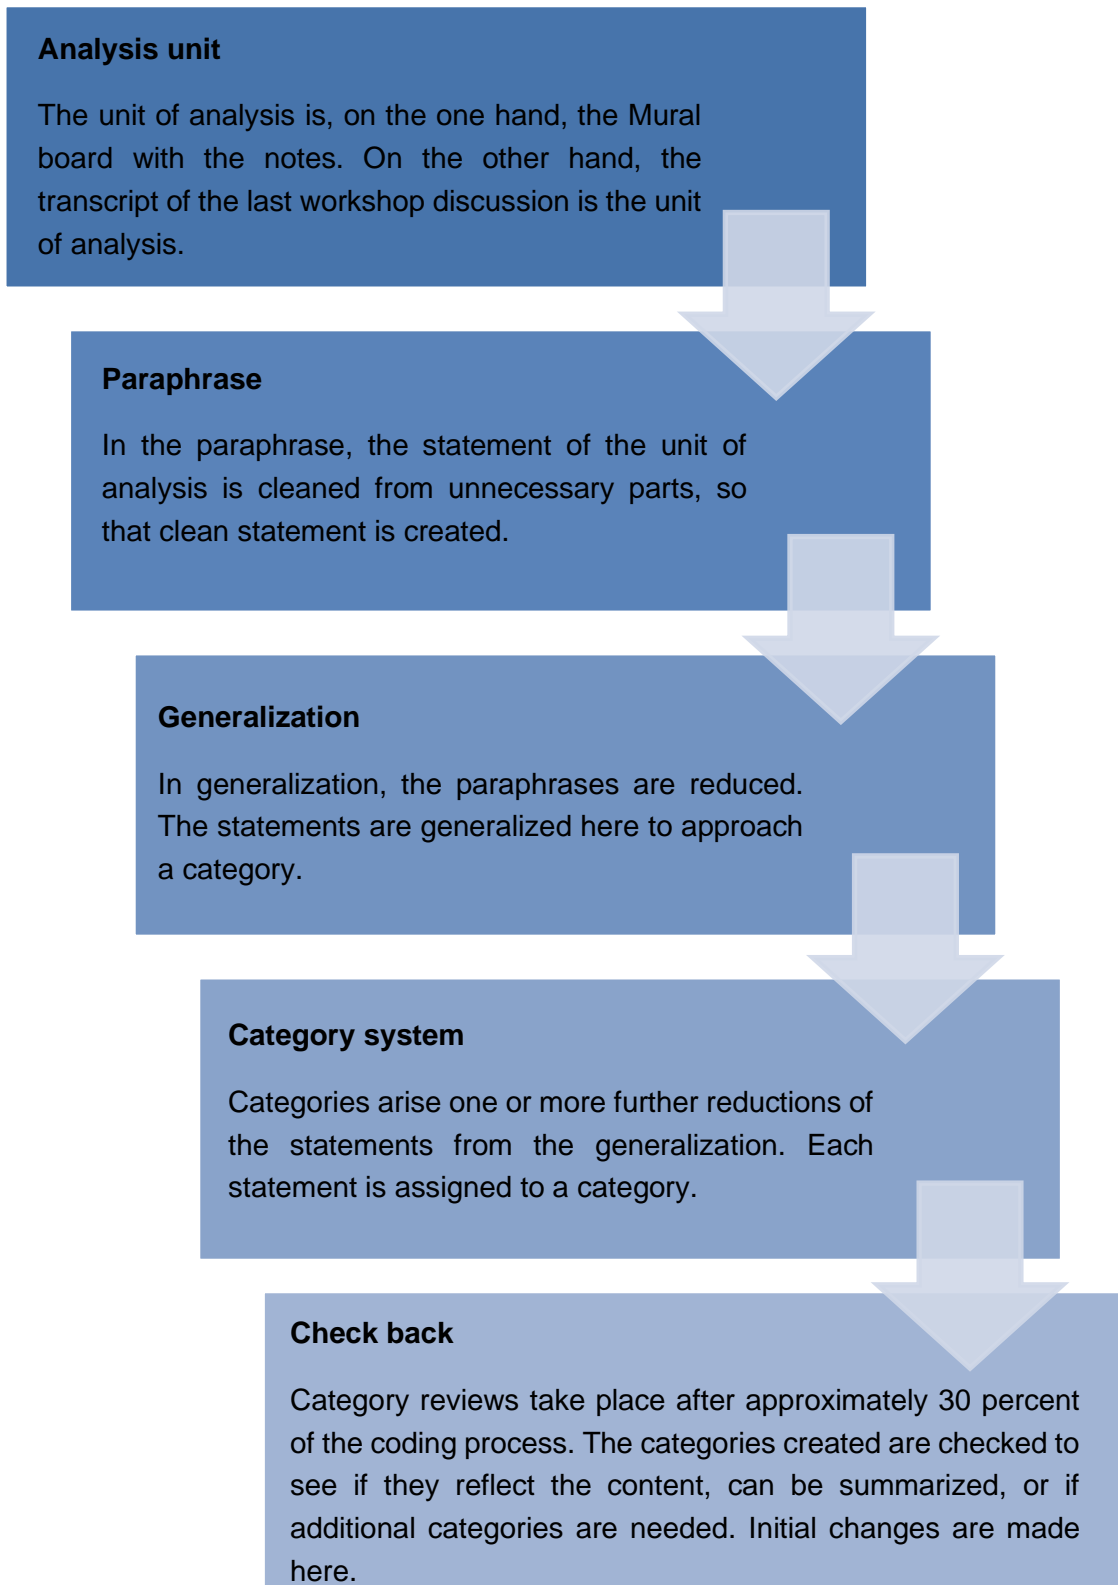 Analysis unit
The unit of analysis is, on the one hand, the Mural
board with the notes. On the other hand, the
transcript of the last workshop discussion is the unit
of analysis.
Paraphrase
In the paraphrase, the statement of the unit of
analysis is cleaned from unnecessary parts, so
that clean statement is created.
Generalization
In generalization, the paraphrases are reduced.
The statements are generalized here to approach
a category.
Category system
Categories arise one or more further reductions of
the statements from the generalization. Each
statement is assigned to a category.
Check back
Category reviews take place after approximately 30 percent
of the coding process. The categories created are checked to
see if they reflect the content, can be summarized, or if
additional categories are needed. Initial changes are made
here.